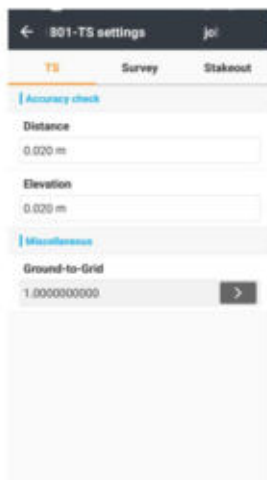 801-TS settings
TS Survey Stakeout
Accuracy check
Distance
0.020 m
Elevation
0.020 m
Miscellaneous
Ground-to-Grid
1.0000000000